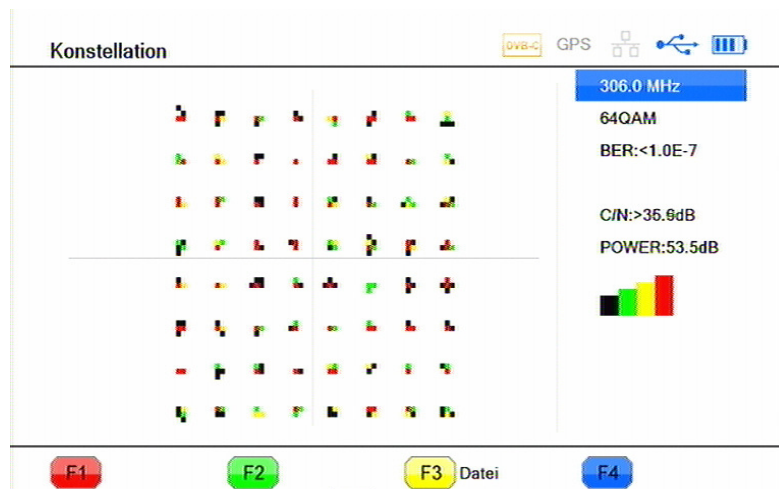 Konstellation
DVB-C GPS
306.0 MHz
64QAM
BER:<1.0E-7
C/N:>35.9dB
POWER:53.5dB
F1 F2 F3 Datei F4